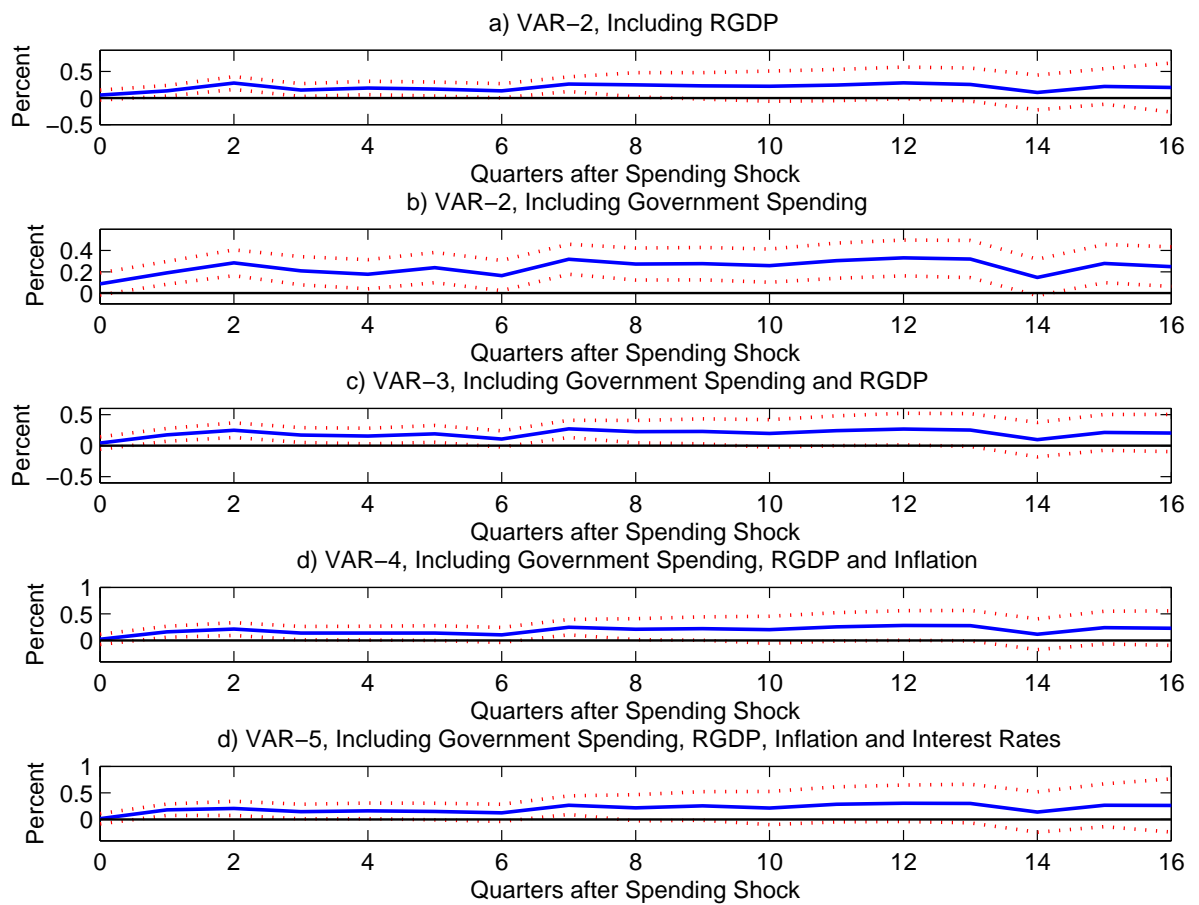 a) VAR−2, Including RGDP
Percent
0.5
0
−0.5
0 2 4 6 8 10 12 14 16
Quarters after Spending Shock
b) VAR−2, Including Government Spending
Percent
0.4
0.2
0
0 2 4 6 8 10 12 14 16
Quarters after Spending Shock
c) VAR−3, Including Government Spending and RGDP
Percent
0.5
0
−0.5
0 2 4 6 8 10 12 14 16
Quarters after Spending Shock
d) VAR−4, Including Government Spending, RGDP and Inflation
Percent
1
0.5
0
0 2 4 6 8 10 12 14 16
Quarters after Spending Shock
d) VAR−5, Including Government Spending, RGDP, Inflation and Interest Rates
Percent
1
0.5
0
0 2 4 6 8 10 12 14 16
Quarters after Spending Shock